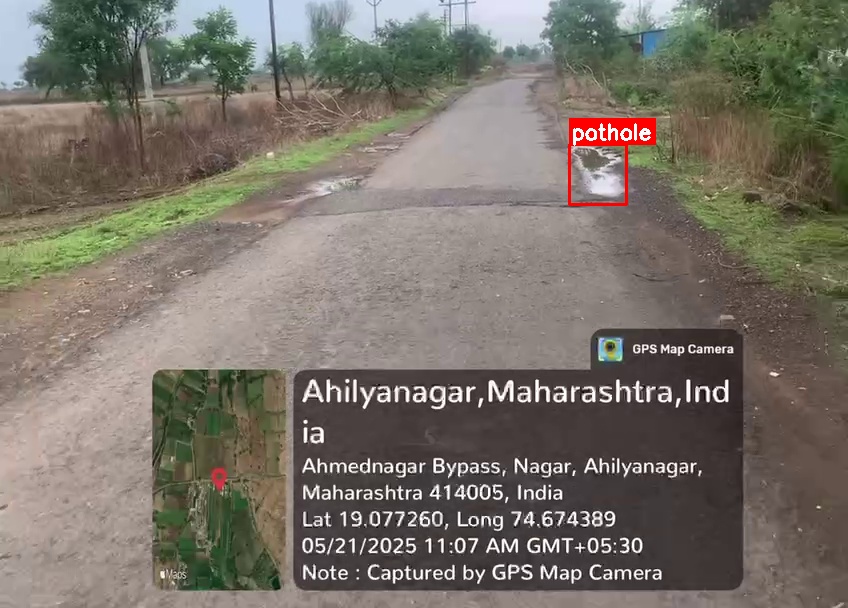 pothole
GPS Map Camera
Ahilyanagar,Maharashtra,Ind
ia
Ahmednagar Bypass, Nagar, Ahilyanagar,
Maharashtra 414005, India
Lat 19.077260, Long 74.674389
05/21/2025 11:07 AM GMT+05:30
Note : Captured by GPS Map Camera
Maps